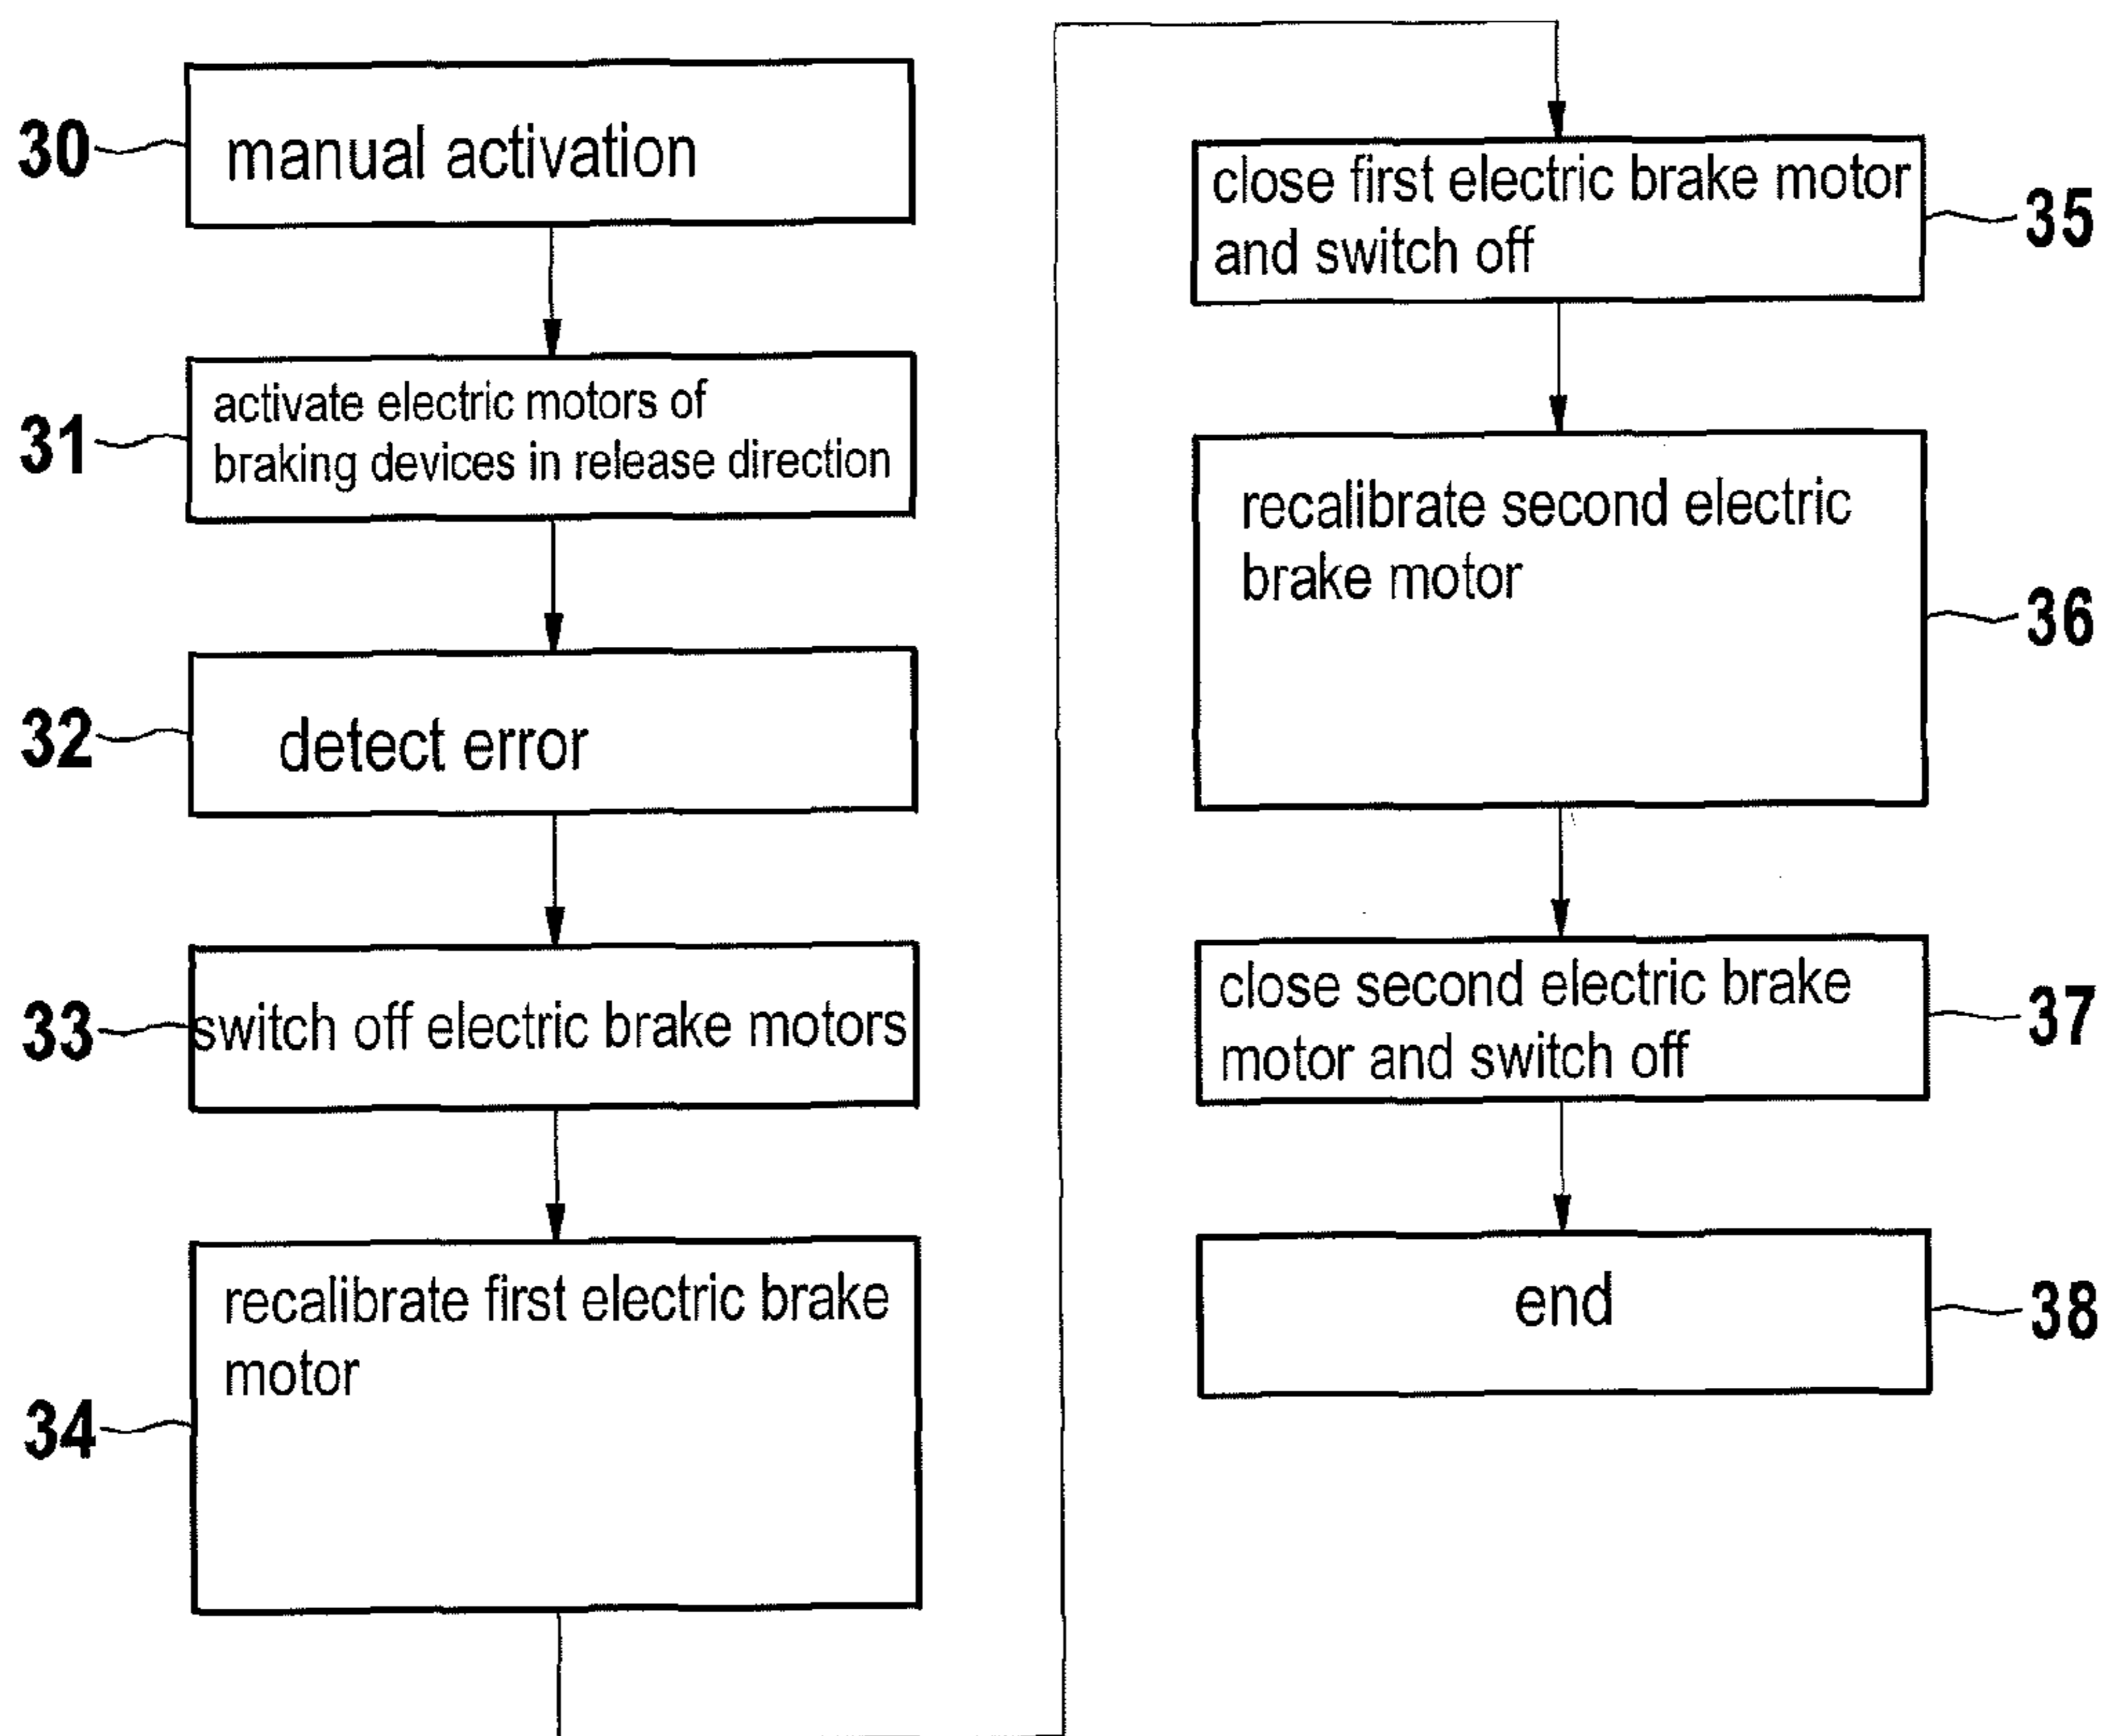 30
manual activation
31
activate electric motors of
braking devices in release direction
32
detect error
33
switch off electric brake motors
34
recalibrate first electric brake
motor
close first electric brake motor
and switch off
35
recalibrate second electric
brake motor
36
close second electric brake
motor and switch off
37
end
38